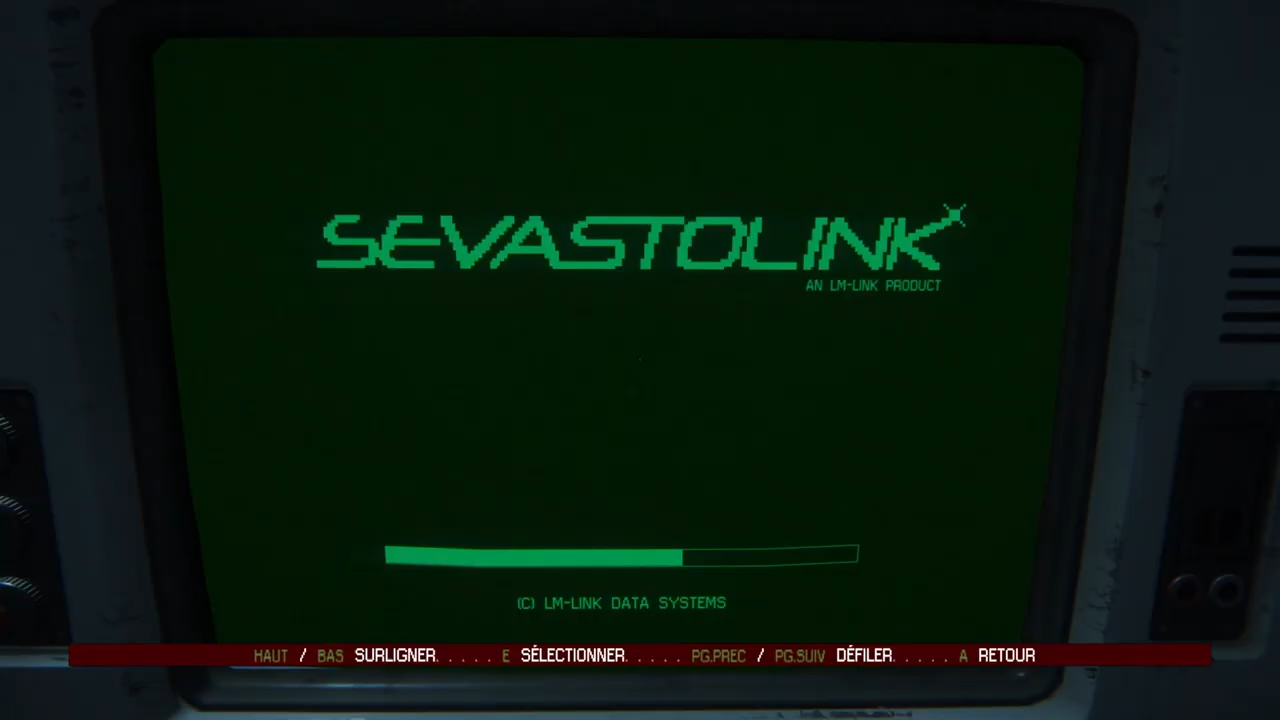 SEVASTOLINK
AN LM-LINK PRODUCT
(C) LM-LINK DATA SYSTEMS
HAUT / BAS SURLIGNER. . . . . E SÉLECTIONNER. . . . . PG.PREC / PG.SUIV DÉFILER. . . . . A RETOUR